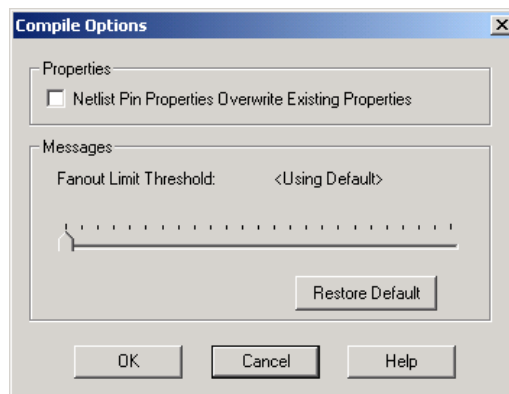 Compile Options
Properties
Netlist Pin Properties Overwrite Existing Properties
Messages
Fanout Limit Threshold: <Using Default>
Restore Default
OK Cancel Help